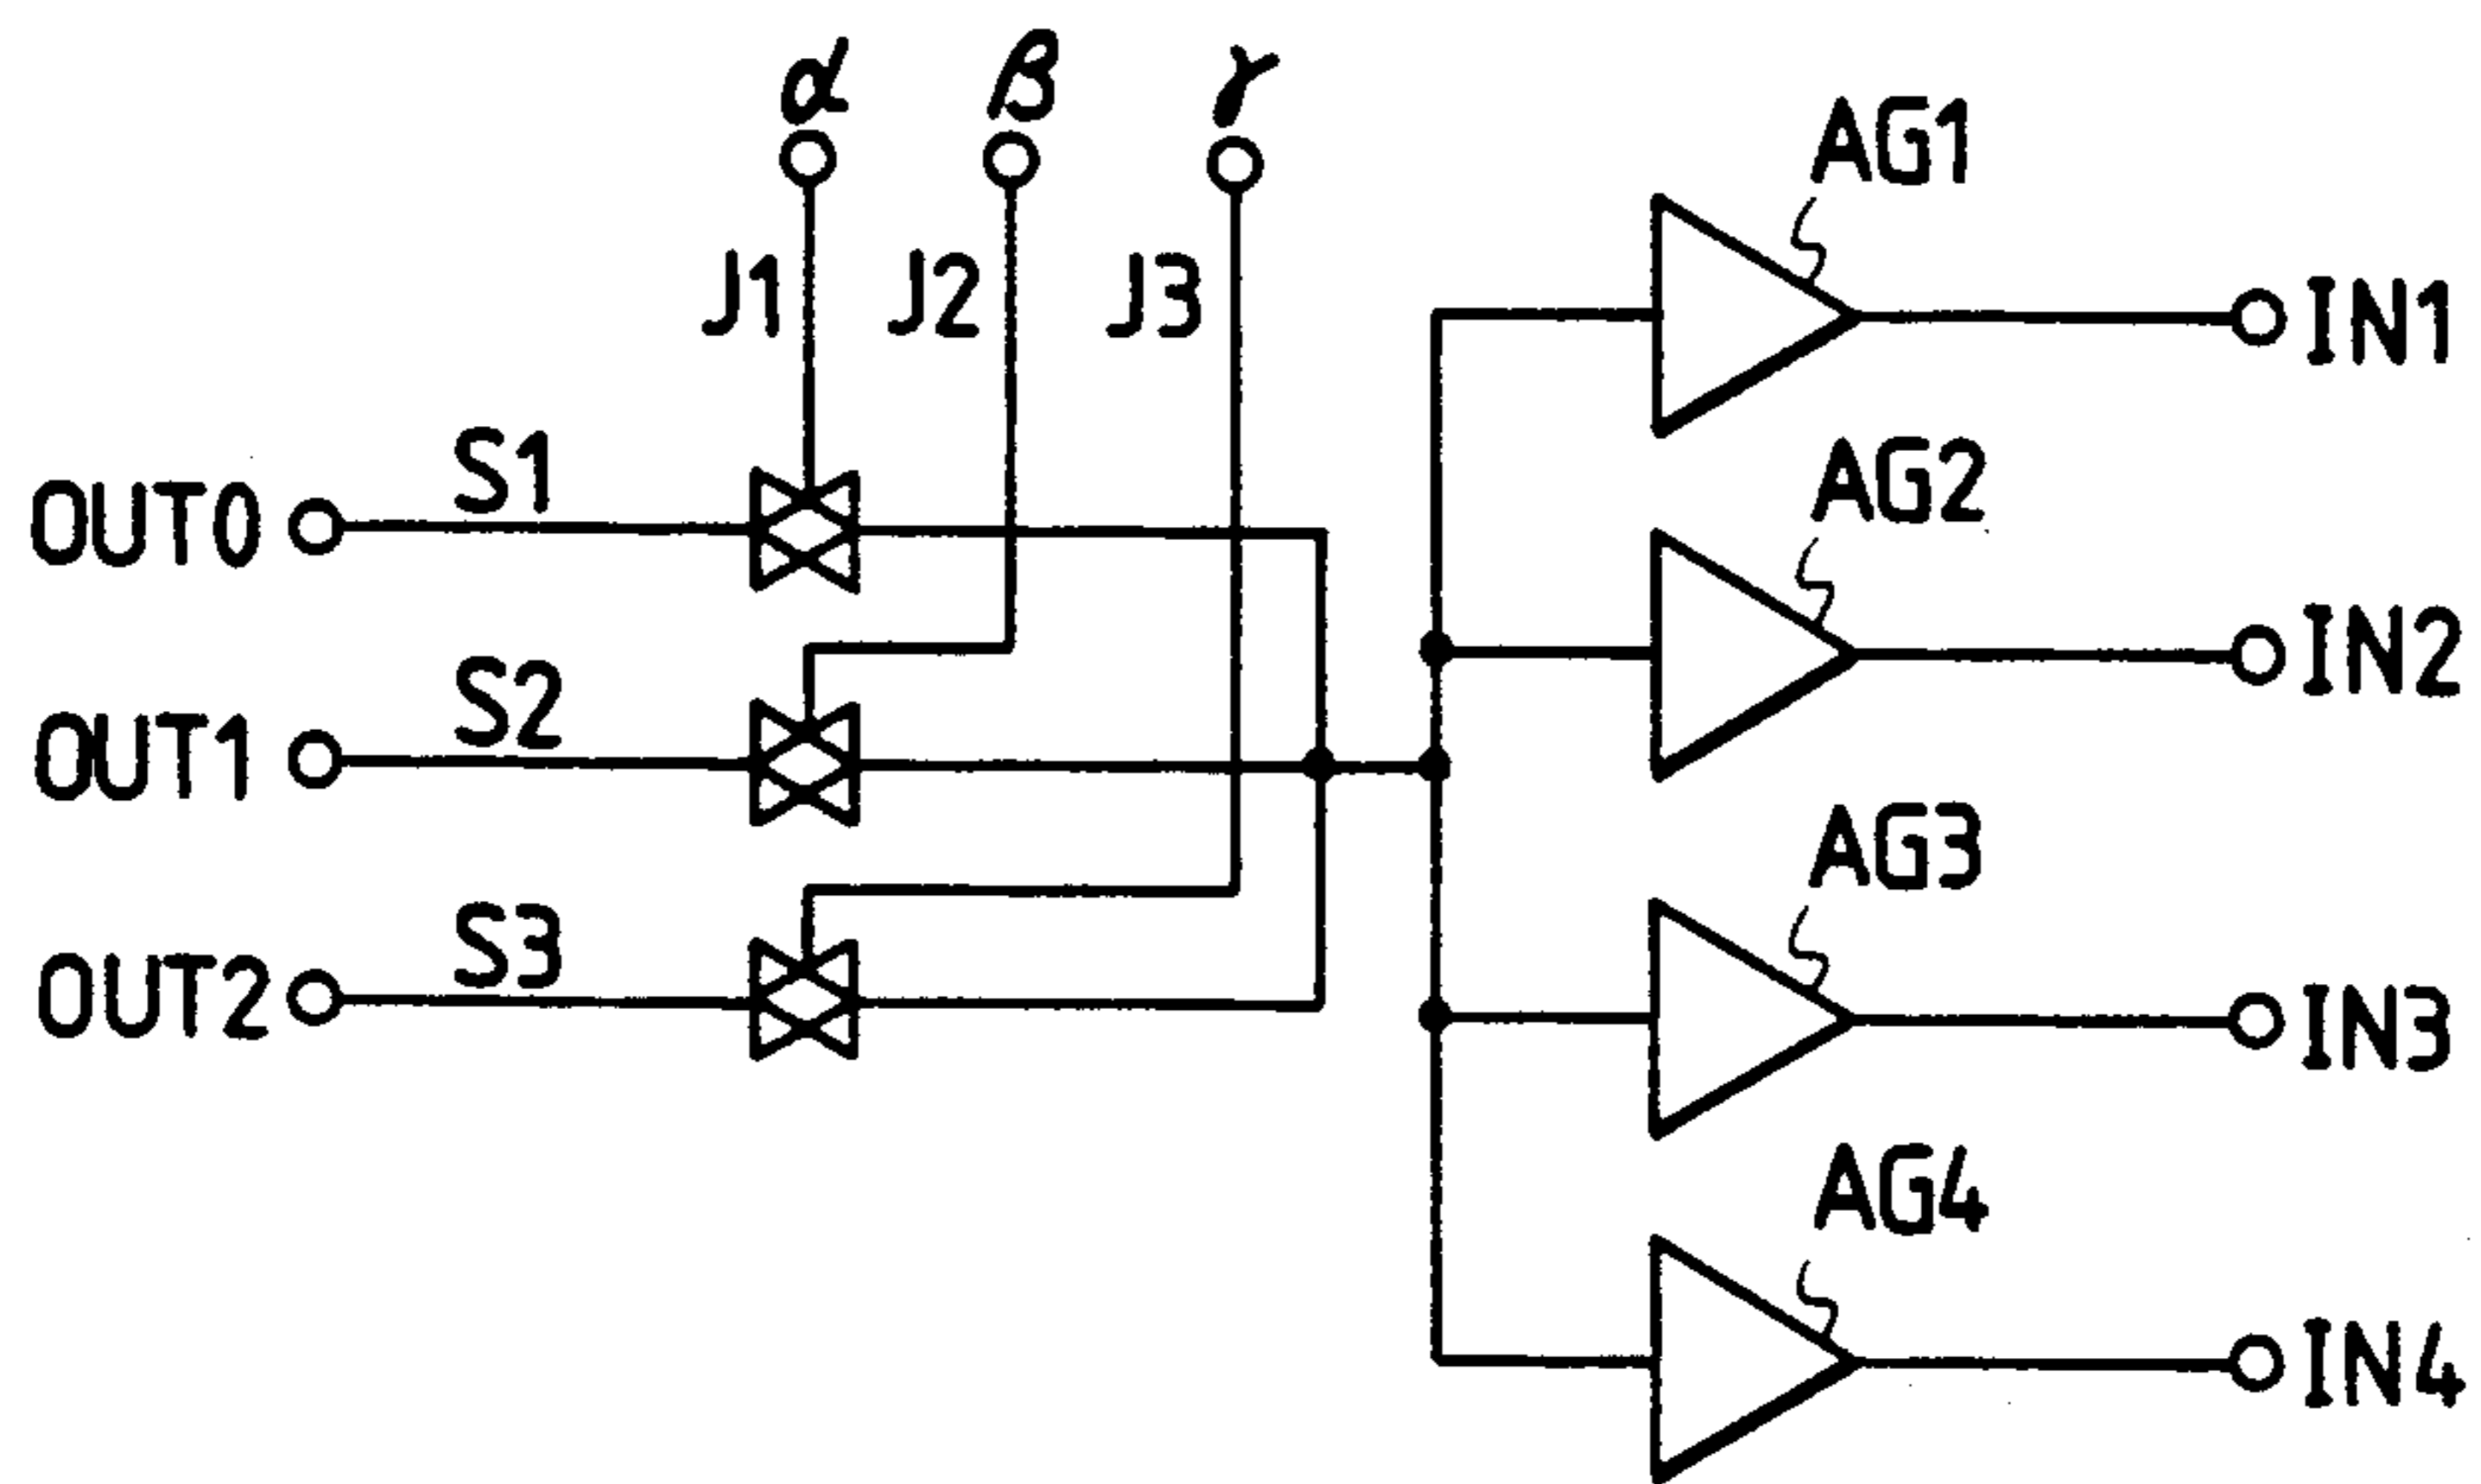 α
β
γ
AG1
J1
J2
J3
IN1
S1
OUT0
AG2
IN2
S2
OUT1
AG3
S3
OUT2
IN3
AG4
IN4